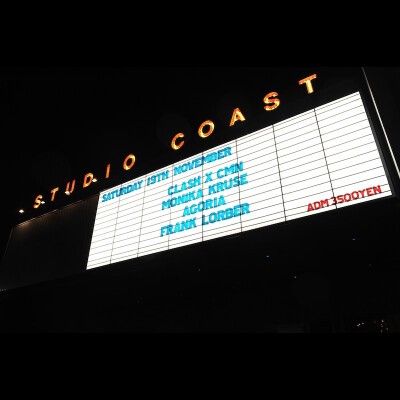 STUDIO COAST
SATURDAY 19TH NOVEMBER
CLASH X CMN
MONIKA KRUSE
AGORIA
FRANK LORBER
ADM 3500YEN